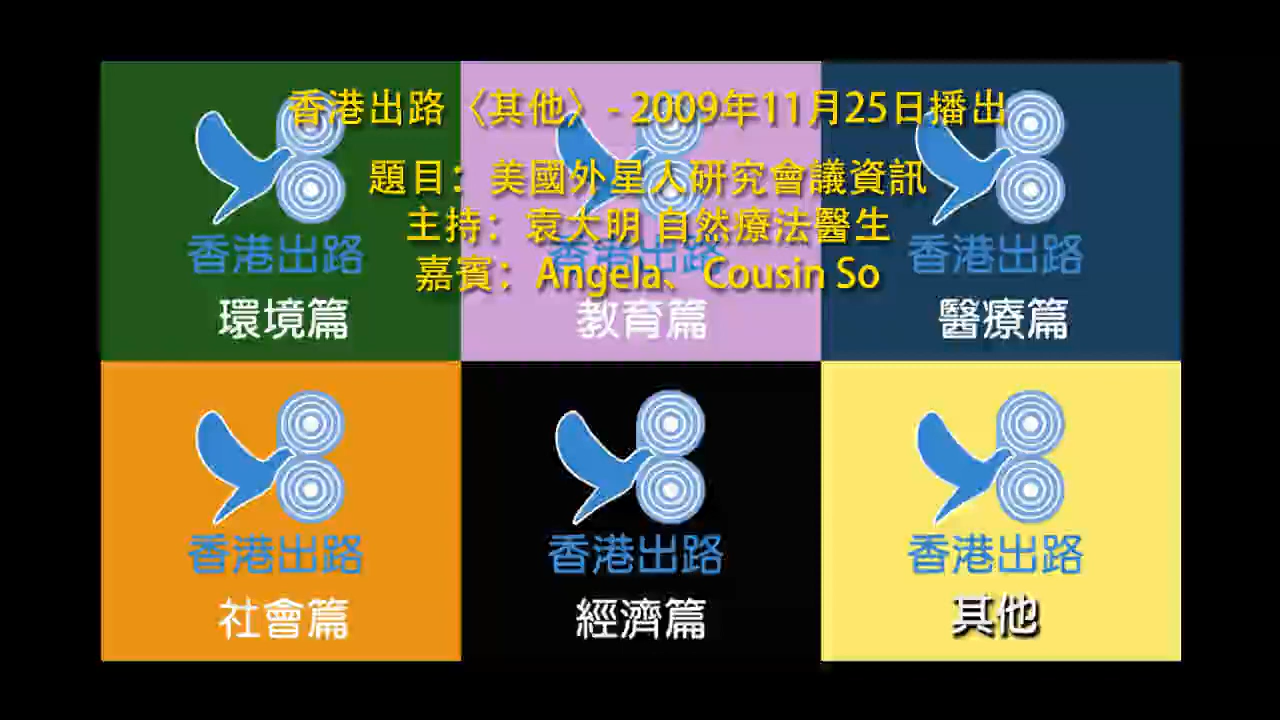 香港出路〈其他〉- 2009年11月25日播出
題目：美國外星人研究會議資訊
主持：袁大明 自然療法醫生
嘉賓：Angela、Cousin So
香港出路 香港出路 香港出路
環境篇 教育篇 醫療篇
香港出路 香港出路 香港出路
社會篇 經濟篇 其他